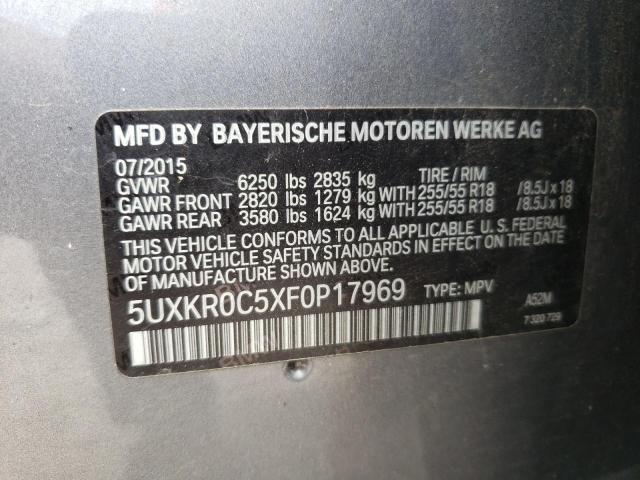 MFD BY BAYERISCHE MOTOREN WERKE AG
07/2015 TIRE / RIM
GVWR 6250 lbs 2835 kg
GAWR FRONT 2820 lbs 1279 kg WITH 255/55 R18 /8.5J x 18
GAWR REAR 3580 lbs 1624 kg WITH 255/55 R18 /8.5J x 18
THIS VEHICLE CONFORMS TO ALL APPLICABLE U. S. FEDERAL
MOTOR VEHICLE SAFETY STANDARDS IN EFFECT ON THE DATE
OF MANUFACTURE SHOWN ABOVE.
5UXKR0C5XF0P17969 TYPE: MPV A52M
7 320 729